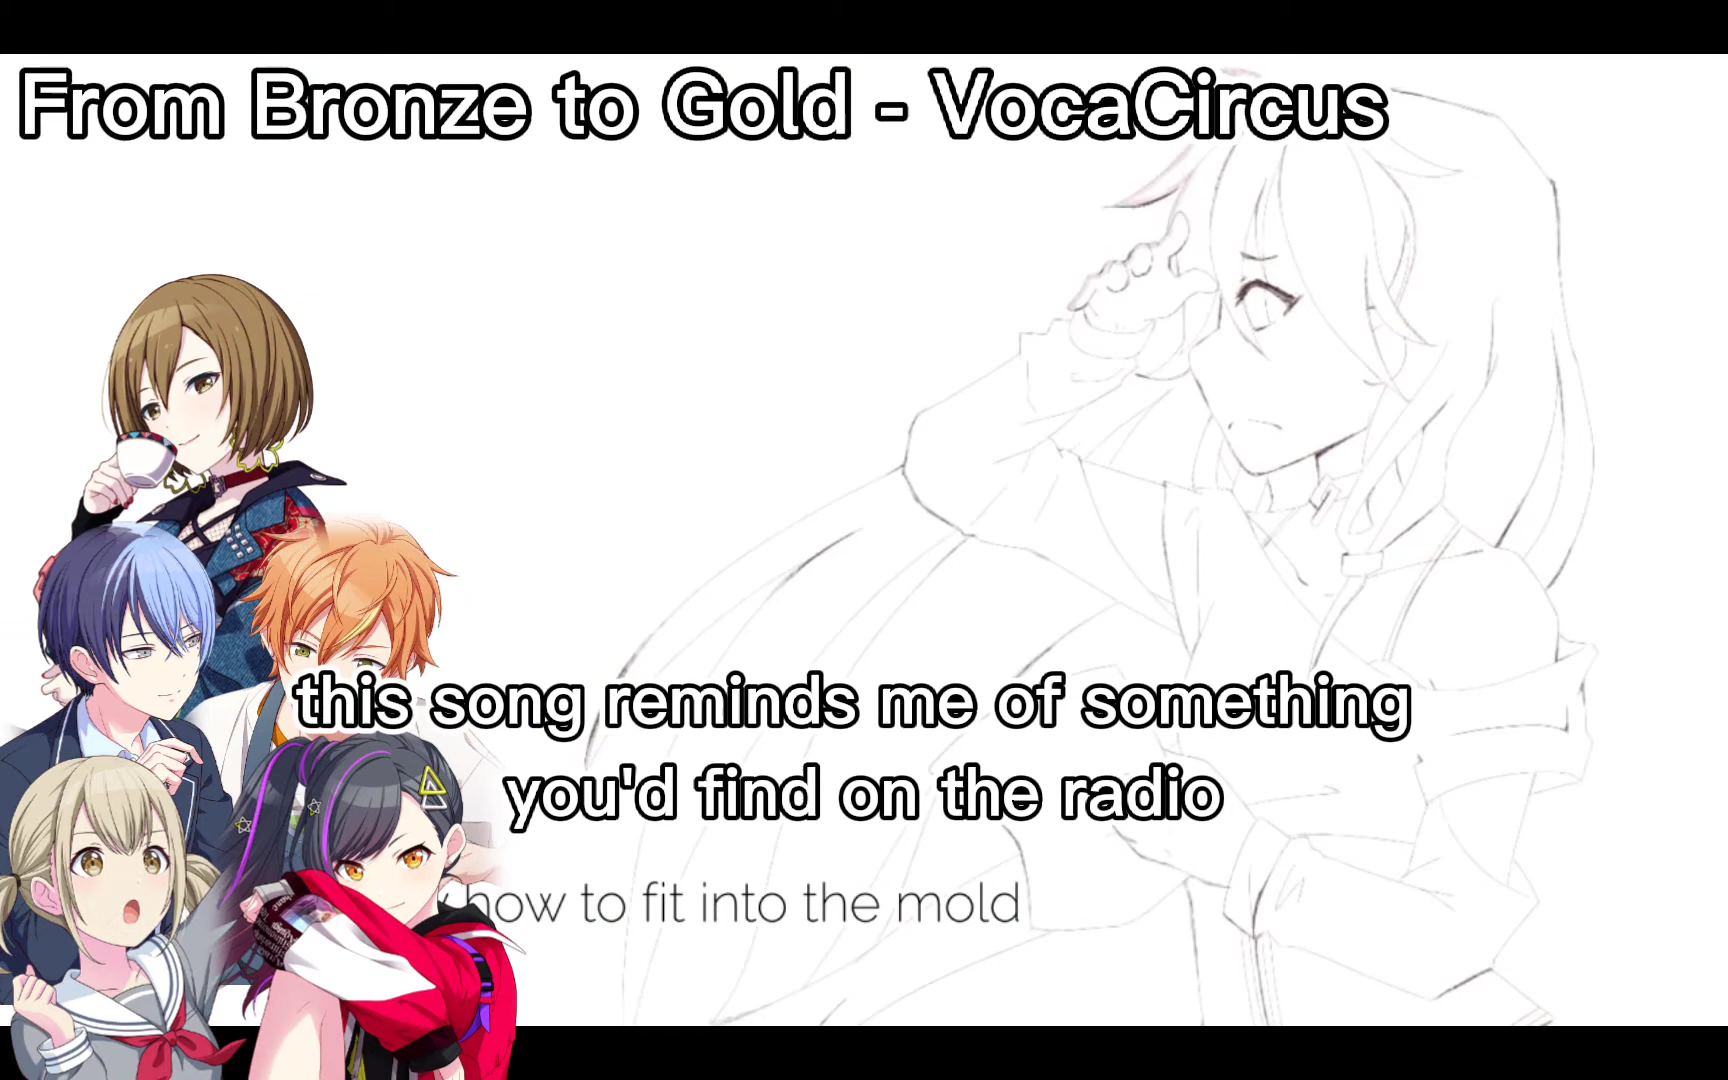 From Bronze to Gold - VocaCircus
this song reminds me of something
you'd find on the radio
how to fit into the mold